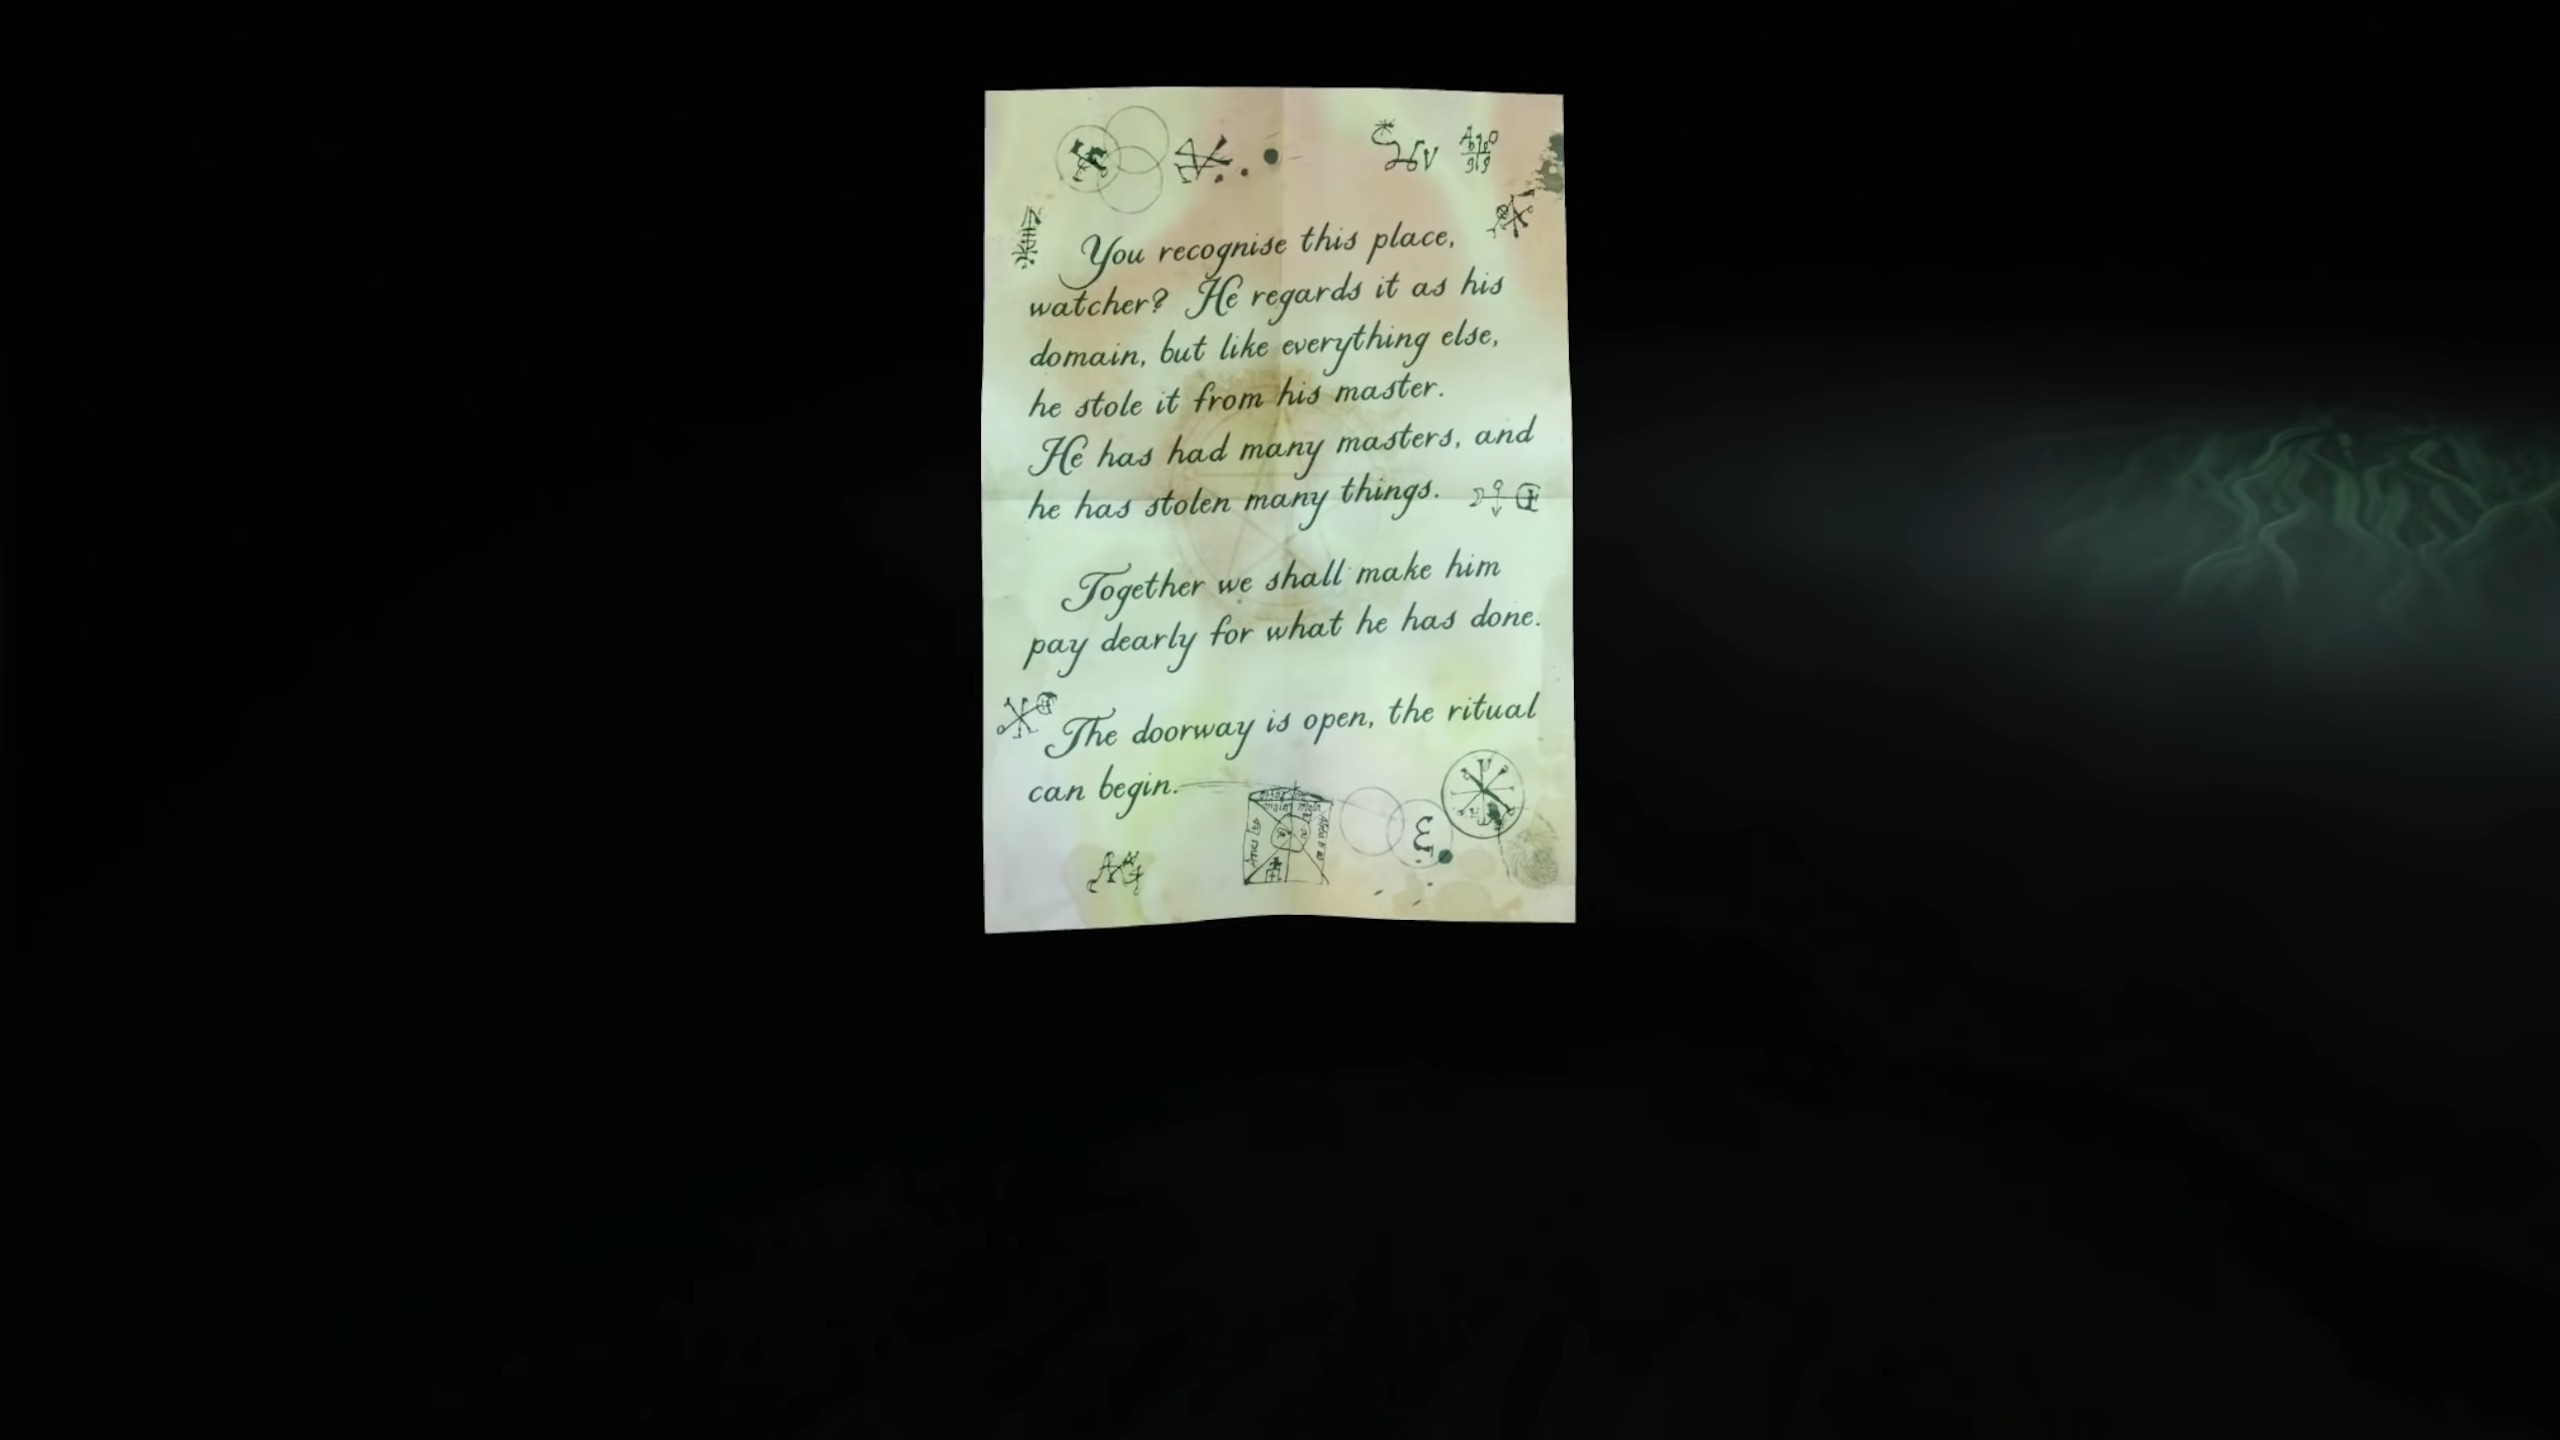 You recognise this place,
watcher? He regards it as his
domain, but like everything else,
he stole it from his master.
He has had many masters, and
he has stolen many things.
Together we shall make him
pay dearly for what he has done.
The doorway is open, the ritual
can begin.